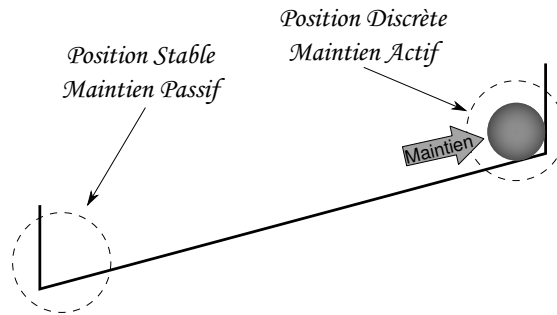 Position Stable
Maintien Passif
Position Discrète
Maintien Actif
Maintien